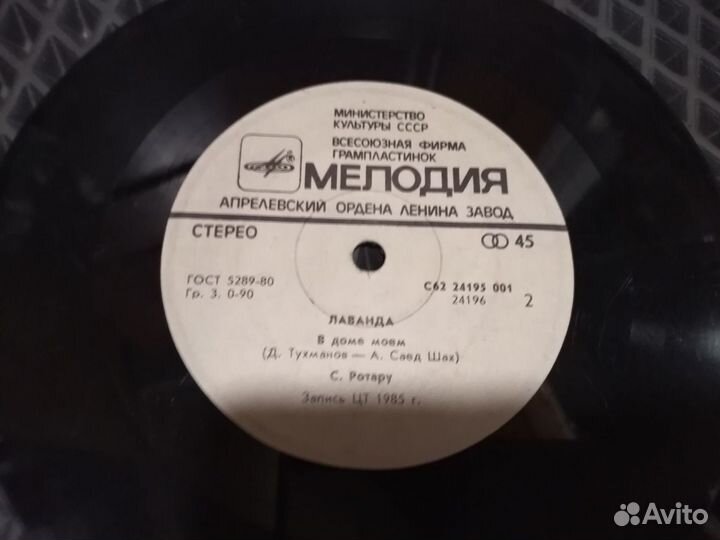 МИНИСТЕРСТВО
КУЛЬТУРЫ СССР
ВСЕСОЮЗНАЯ ФИРМА
ГРАМПЛАСТИНОК
МЕЛОДИЯ
АПРЕЛЕВСКИЙ ОРДЕНА ЛЕНИНА ЗАВОД
СТЕРЕО 45
ГОСТ 5289-80 С62 24195 001
Гр. 3. 0-90 24196 2
ЛАВАНДА
В доме моем
(Д. Тухманов — А. Саед Шах)
С. Ротару
Запись ЦТ 1985 г.
Avito